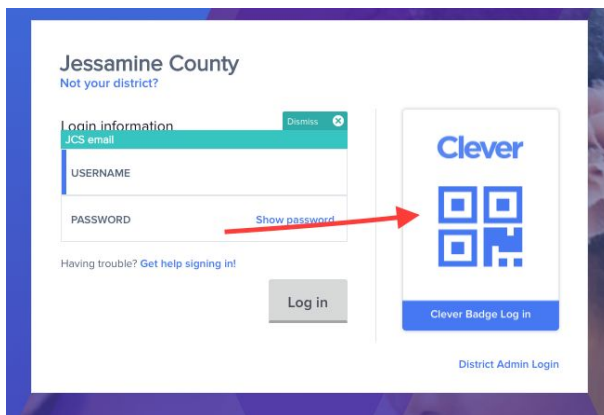 Jessamine County
Not your district?
Login information
Dismiss
JCS email
USERNAME
PASSWORD Show password
Having trouble? Get help signing in!
Log in
Clever
Clever Badge Log in
District Admin Login